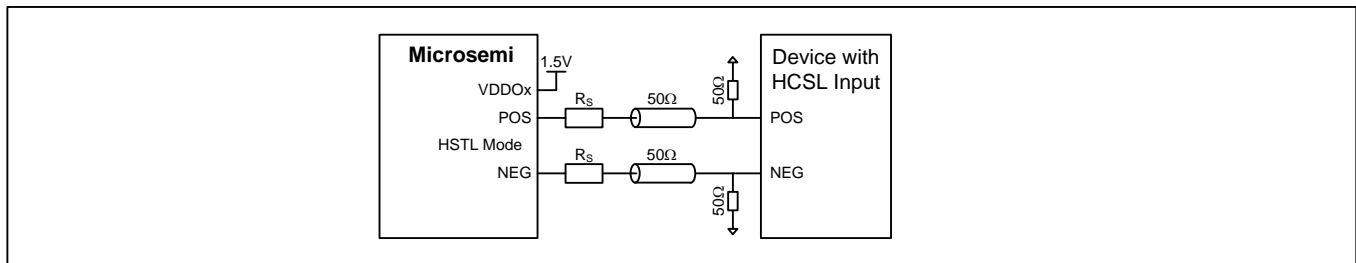 Microsemi
1.5V
VDDOx
POS
HSTL Mode
NEG
RS
50Ω
RS
50Ω
50Ω
50Ω
Device with
HCSL Input
POS
NEG